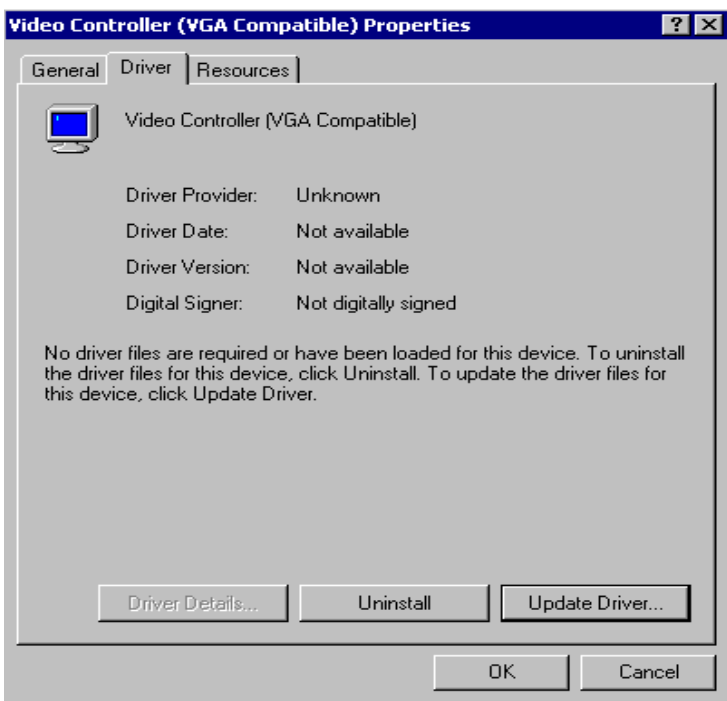 Video Controller (VGA Compatible) Properties
General Driver Resources
Video Controller (VGA Compatible)
Driver Provider: Unknown
Driver Date: Not available
Driver Version: Not available
Digital Signer: Not digitally signed
No driver files are required or have been loaded for this device. To uninstall
the driver files for this device, click Uninstall. To update the driver files for
this device, click Update Driver.
Driver Details... Uninstall Update Driver...
OK Cancel